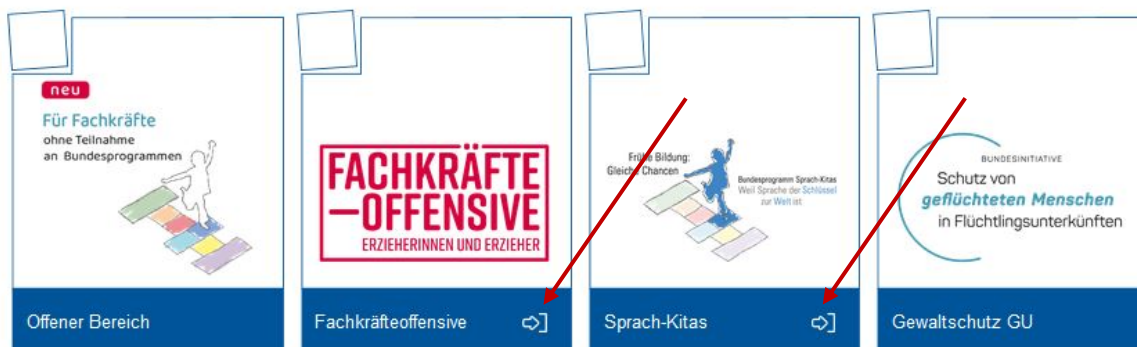 neu
Für Fachkräfte
ohne Teilnahme
an Bundesprogrammen
Offener Bereich
FACHKRÄFTE
—OFFENSIVE
ERZIEHERINNEN UND ERZIEHER
Fachkräfteoffensive
Frühe Bildung:
Gleiche Chancen
Bundesprogramm Sprach-Kitas
Weil Sprache der Schlüssel
zur Welt ist
Sprach-Kitas
BUNDESINITIATIVE
Schutz von
geflüchteten Menschen
in Flüchtlingsunterkünften
Gewaltschutz GU